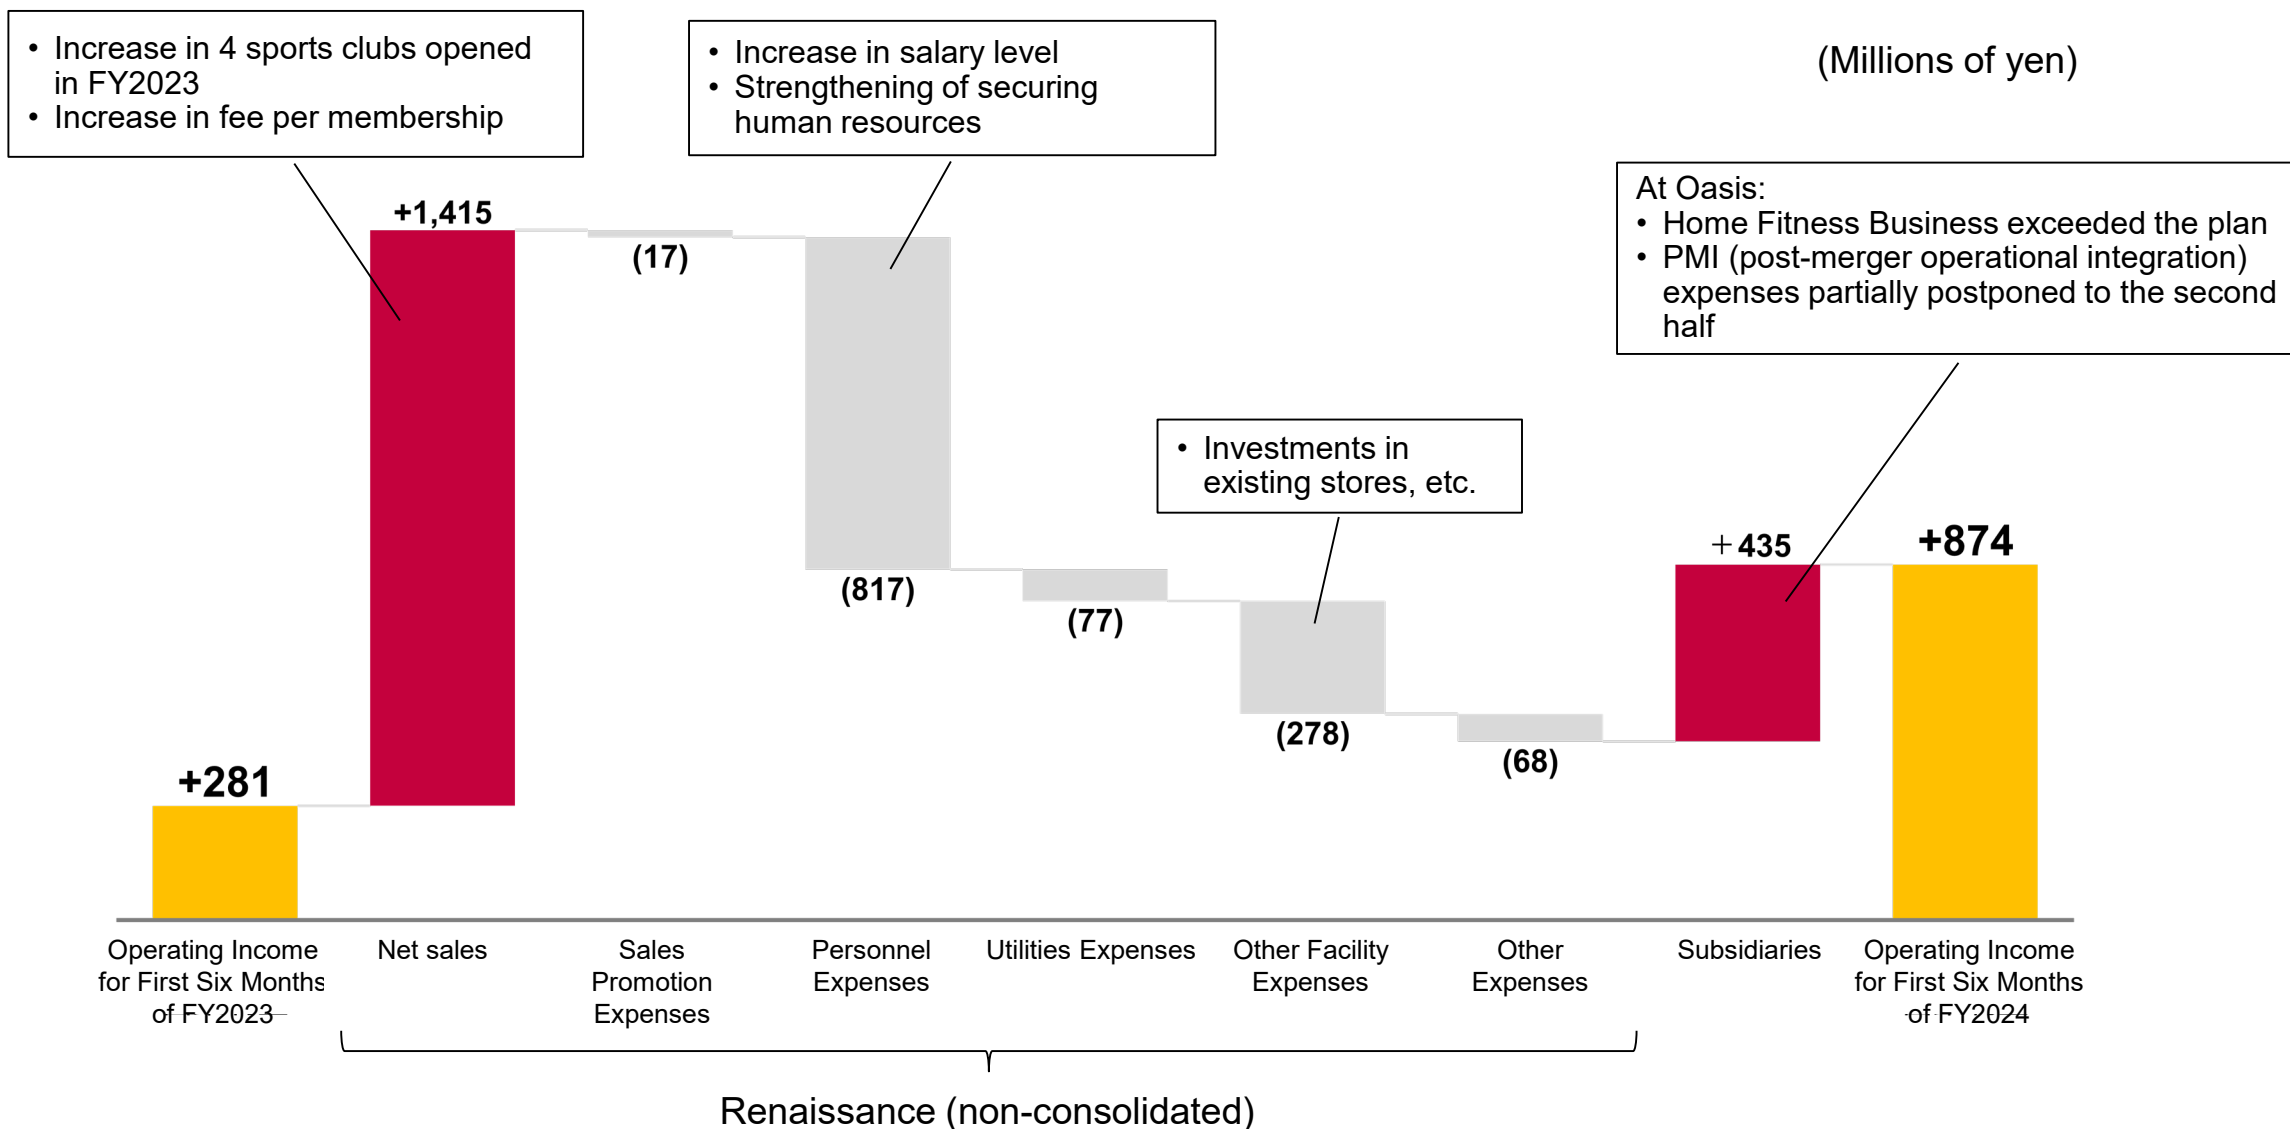 • Increase in 4 sports clubs opened
in FY2023
• Increase in fee per membership
• Increase in salary level
• Strengthening of securing
human resources
(Millions of yen)
At Oasis:
• Home Fitness Business exceeded the plan
• PMI (post-merger operational integration)
expenses partially postponed to the second
half
• Investments in
existing stores, etc.
+281
+1,415
(17)
(817)
(77)
(278)
(68)
+435
+874
Operating Income
for First Six Months
of FY2023
Net sales
Sales
Promotion
Expenses
Personnel
Expenses
Utilities Expenses
Other Facility
Expenses
Other
Expenses
Subsidiaries
Operating Income
for First Six Months
of FY2024
Renaissance (non-consolidated)